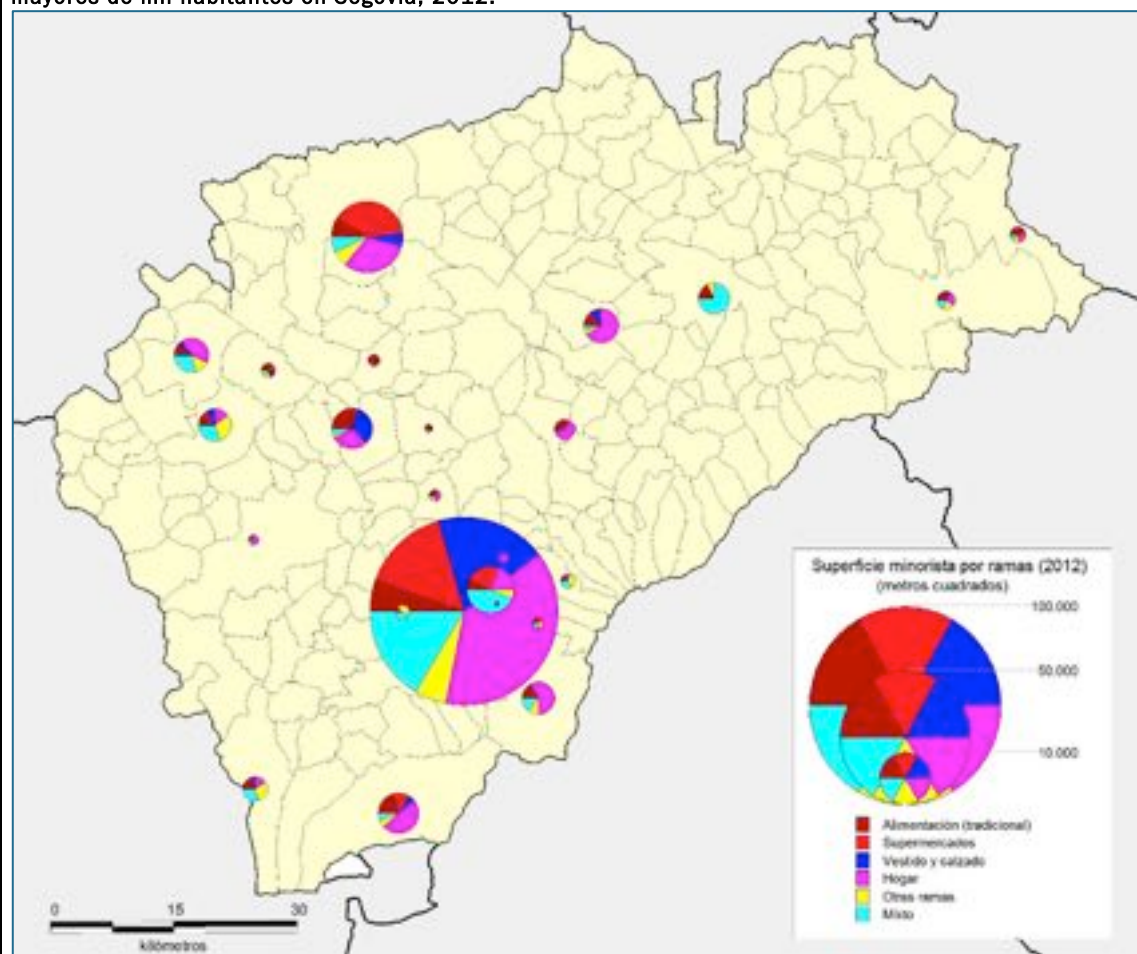 mayores de mil habitantes en Segovia, 2012.
Superficie minorista por ramas (2012)
(metros cuadrados)
100.000
50.000
10.000
Alimentación (tradicional)
Supermercados
Vestido y calzado
Hogar
Otras ramas
Mixto
0 15 30
kilómetros